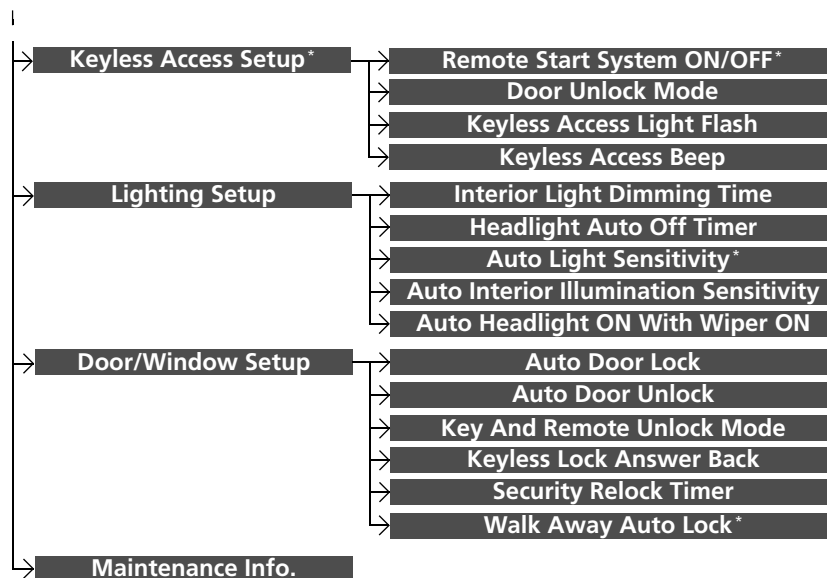 Keyless Access Setup*
Remote Start System ON/OFF*
Door Unlock Mode
Keyless Access Light Flash
Keyless Access Beep
Lighting Setup
Interior Light Dimming Time
Headlight Auto Off Timer
Auto Light Sensitivity*
Auto Interior Illumination Sensitivity
Auto Headlight ON With Wiper ON
Door/Window Setup
Auto Door Lock
Auto Door Unlock
Key And Remote Unlock Mode
Keyless Lock Answer Back
Security Relock Timer
Walk Away Auto Lock*
Maintenance Info.